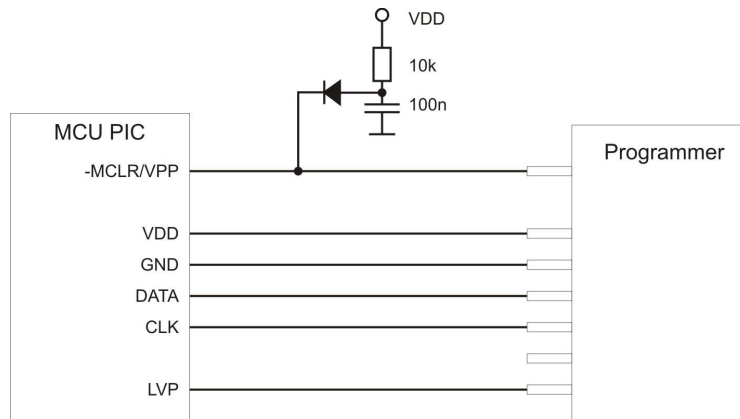 VDD
10k
100n
MCU PIC
Programmer
-MCLR/VPP
VDD
GND
DATA
CLK
LVP